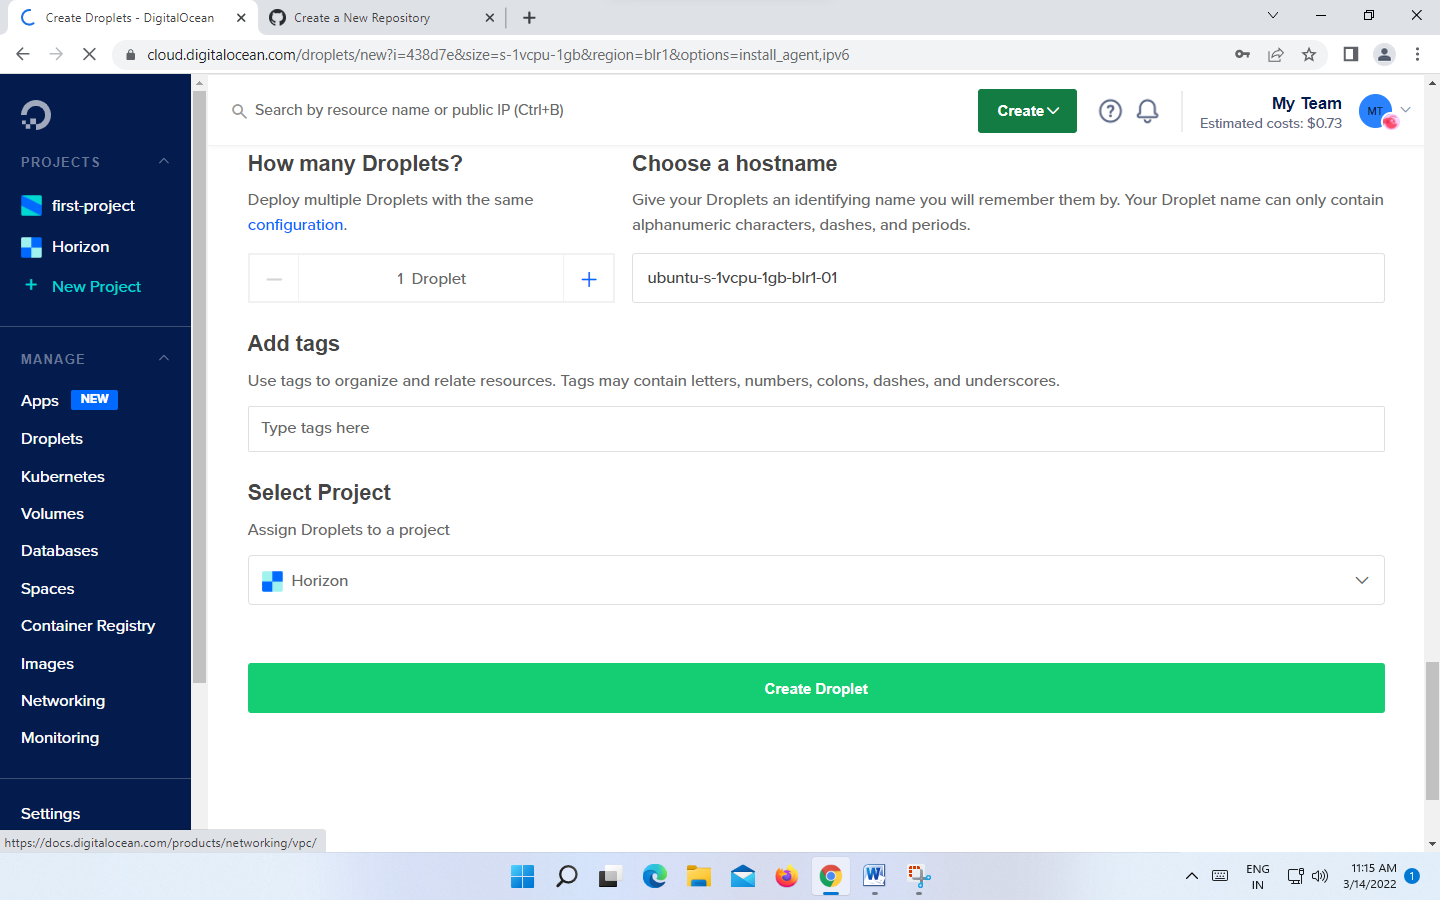 Create Droplets - DigitalOcean
Create a New Repository
cloud.digitalocean.com/droplets/new?i=438d7e&size=s-1vcpu-1gb&region=blr1&options=install_agent,ipv6
Search by resource name or public IP (Ctrl+B)
Create
My Team
Estimated costs: $0.73
MT
PROJECTS
first-project
Horizon
+ New Project
MANAGE
Apps NEW
Droplets
Kubernetes
Volumes
Databases
Spaces
Container Registry
Images
Networking
Monitoring
Settings
How many Droplets?
Deploy multiple Droplets with the same
configuration.
1 Droplet
Choose a hostname
Give your Droplets an identifying name you will remember them by. Your Droplet name can only contain
alphanumeric characters, dashes, and periods.
ubuntu-s-1vcpu-1gb-blr1-01
Add tags
Use tags to organize and relate resources. Tags may contain letters, numbers, colons, dashes, and underscores.
Type tags here
Select Project
Assign Droplets to a project
Horizon
Create Droplet
https://docs.digitalocean.com/products/networking/vpc/
ENG
IN
11:15 AM
3/14/2022
1